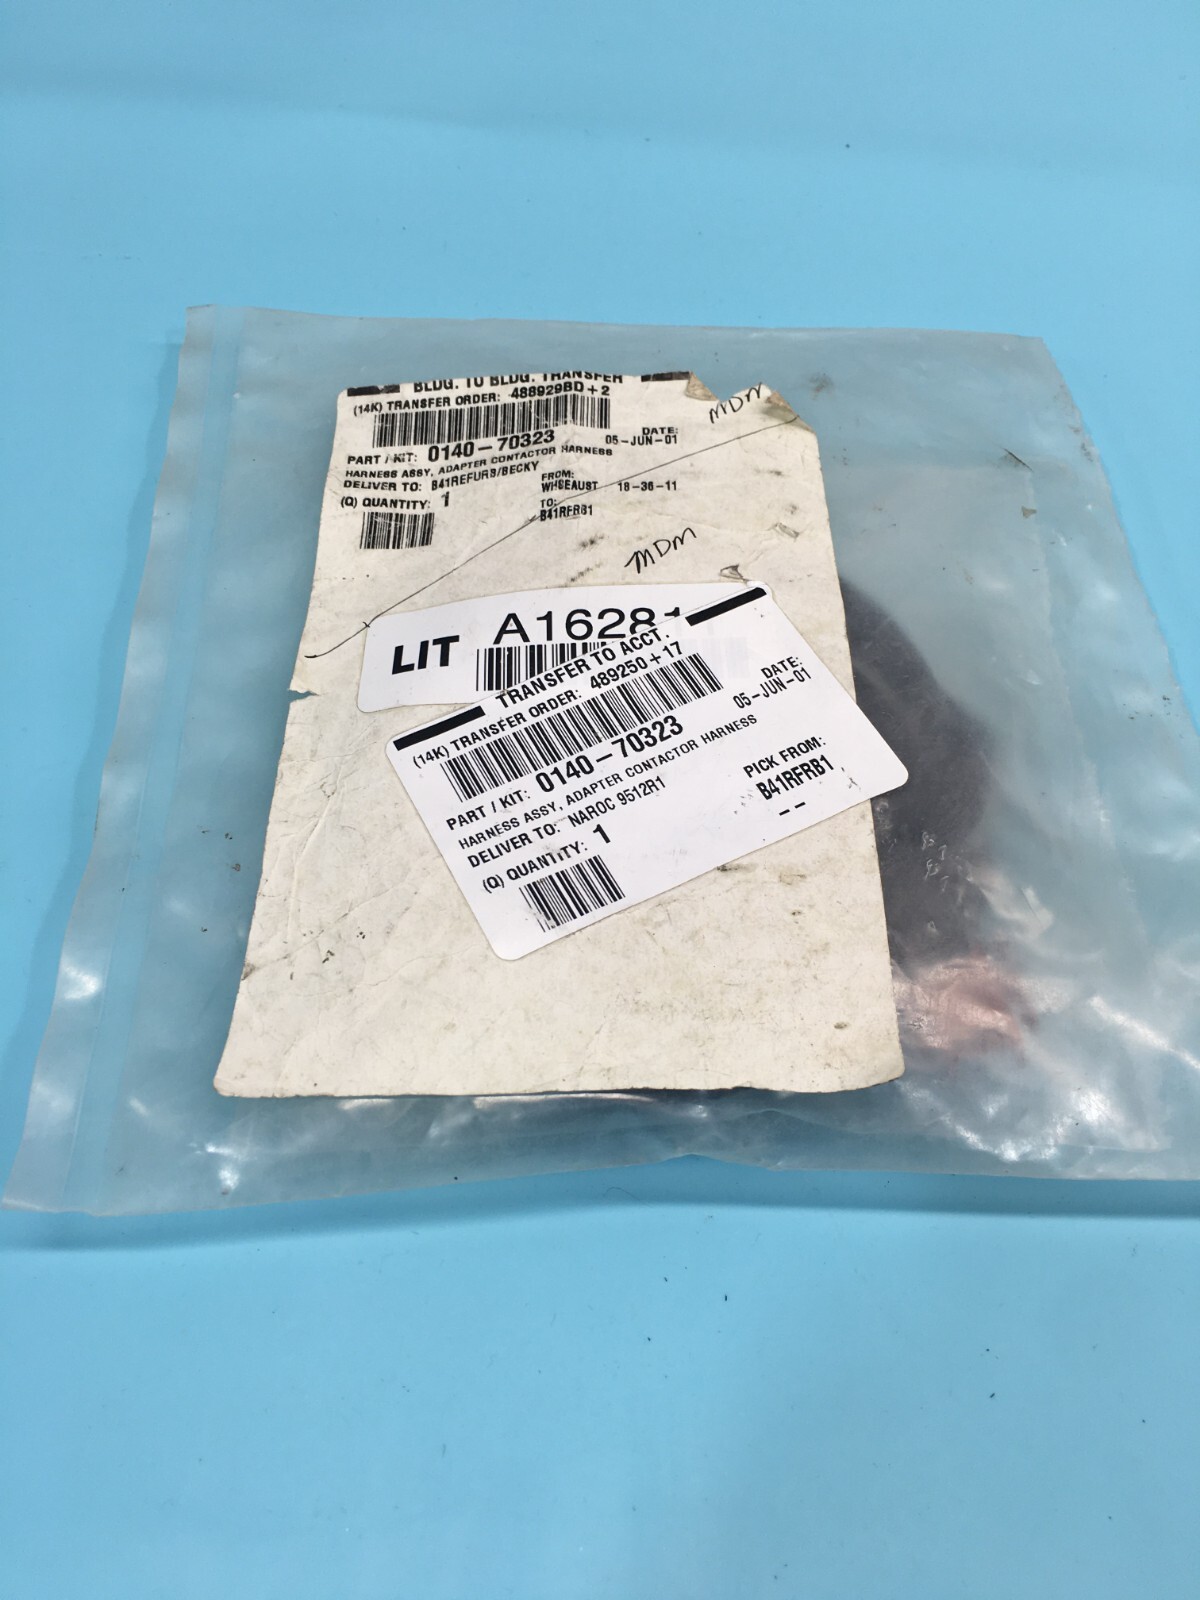 BLDG. TO BLDG. TRANSFER
(14K) TRANSFER ORDER: 488929BD+2
PART / KIT: 0140-70323
DATE:
05-JUN-01
HARNESS ASSY, ADAPTER CONTACTOR HARNESS
DELIVER TO: B41REFURB/BECKY
FROM:
WHSEAUST 18-36-11
(Q) QUANTITY: 1
TO:
B41RFRB1
MDM
MDM
LIT A16281
TRANSFER TO ACCT.
(14K) TRANSFER ORDER: 489250+17
DATE:
05-JUN-01
PART / KIT: 0140-70323
HARNESS ASSY, ADAPTER CONTACTOR HARNESS
DELIVER TO: NAROC 9512R1
PICK FROM:
B41RFRB1
--
(Q) QUANTITY: 1